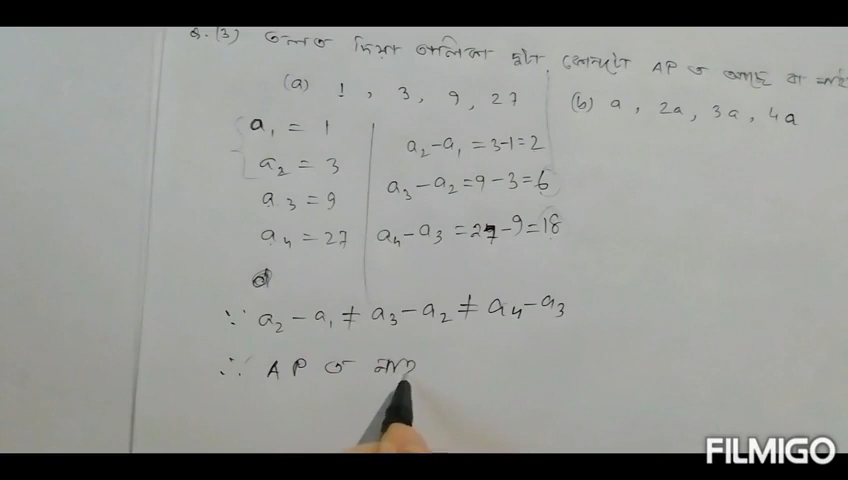 Q.(3) তলত দিয়া তালিকা দুটা কোনটো AP ত আছে বা নাই
(a) 1, 3, 9, 27
(b) a, 2a, 3a, 4a
a₁ = 1
a₂ = 3
a₃ = 9
a₄ = 27
a₂-a₁ = 3-1=2
a₃-a₂=9-3=6
a₄-a₃=27-9=18
∵ a₂-a₁ ≠ a₃-a₂ ≠ a₄-a₃
∴ AP ত নাই
FILMIGO